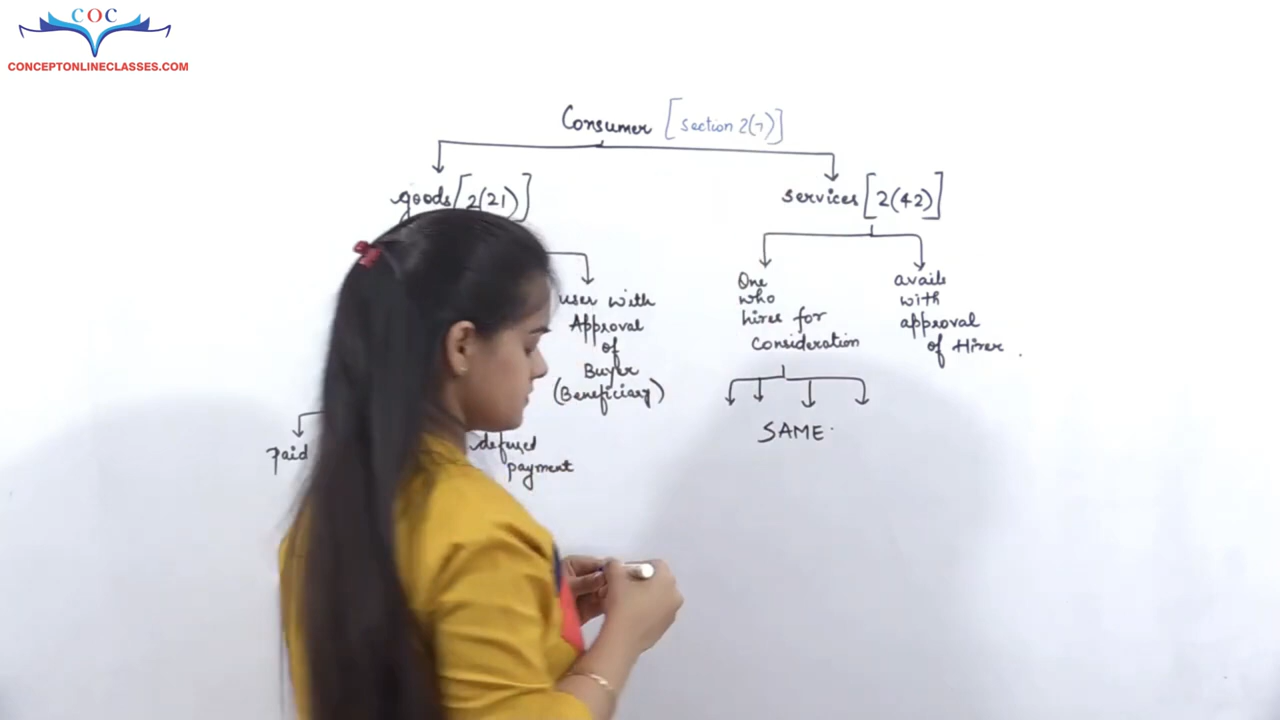 COC
CONCEPTONLINECLASSES.COM
Consumer [Section 2(7)]
goods [2(21)]
services [2(42)]
user with
Approval
of
Buyer
(Beneficiary)
One
who
hires for
Consideration
avails
with
approval
of Hirer.
paid
defused
payment
SAME.